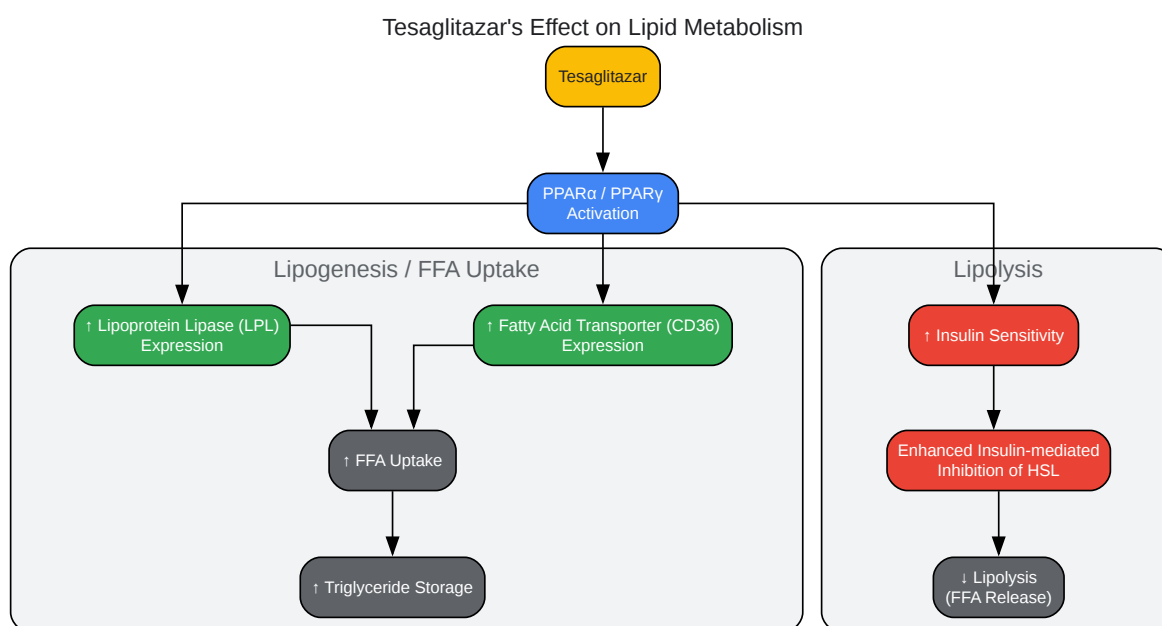 Tesaglitazar's Effect on Lipid Metabolism
Tesaglitazar
PPARα / PPARγ
Activation
Lipogenesis / FFA Uptake
Lipolysis
↑ Lipoprotein Lipase (LPL)
Expression
↑ Fatty Acid Transporter (CD36)
Expression
↑ Insulin Sensitivity
↑ FFA Uptake
Enhanced Insulin-mediated
Inhibition of HSL
↑ Triglyceride Storage
↓ Lipolysis
(FFA Release)